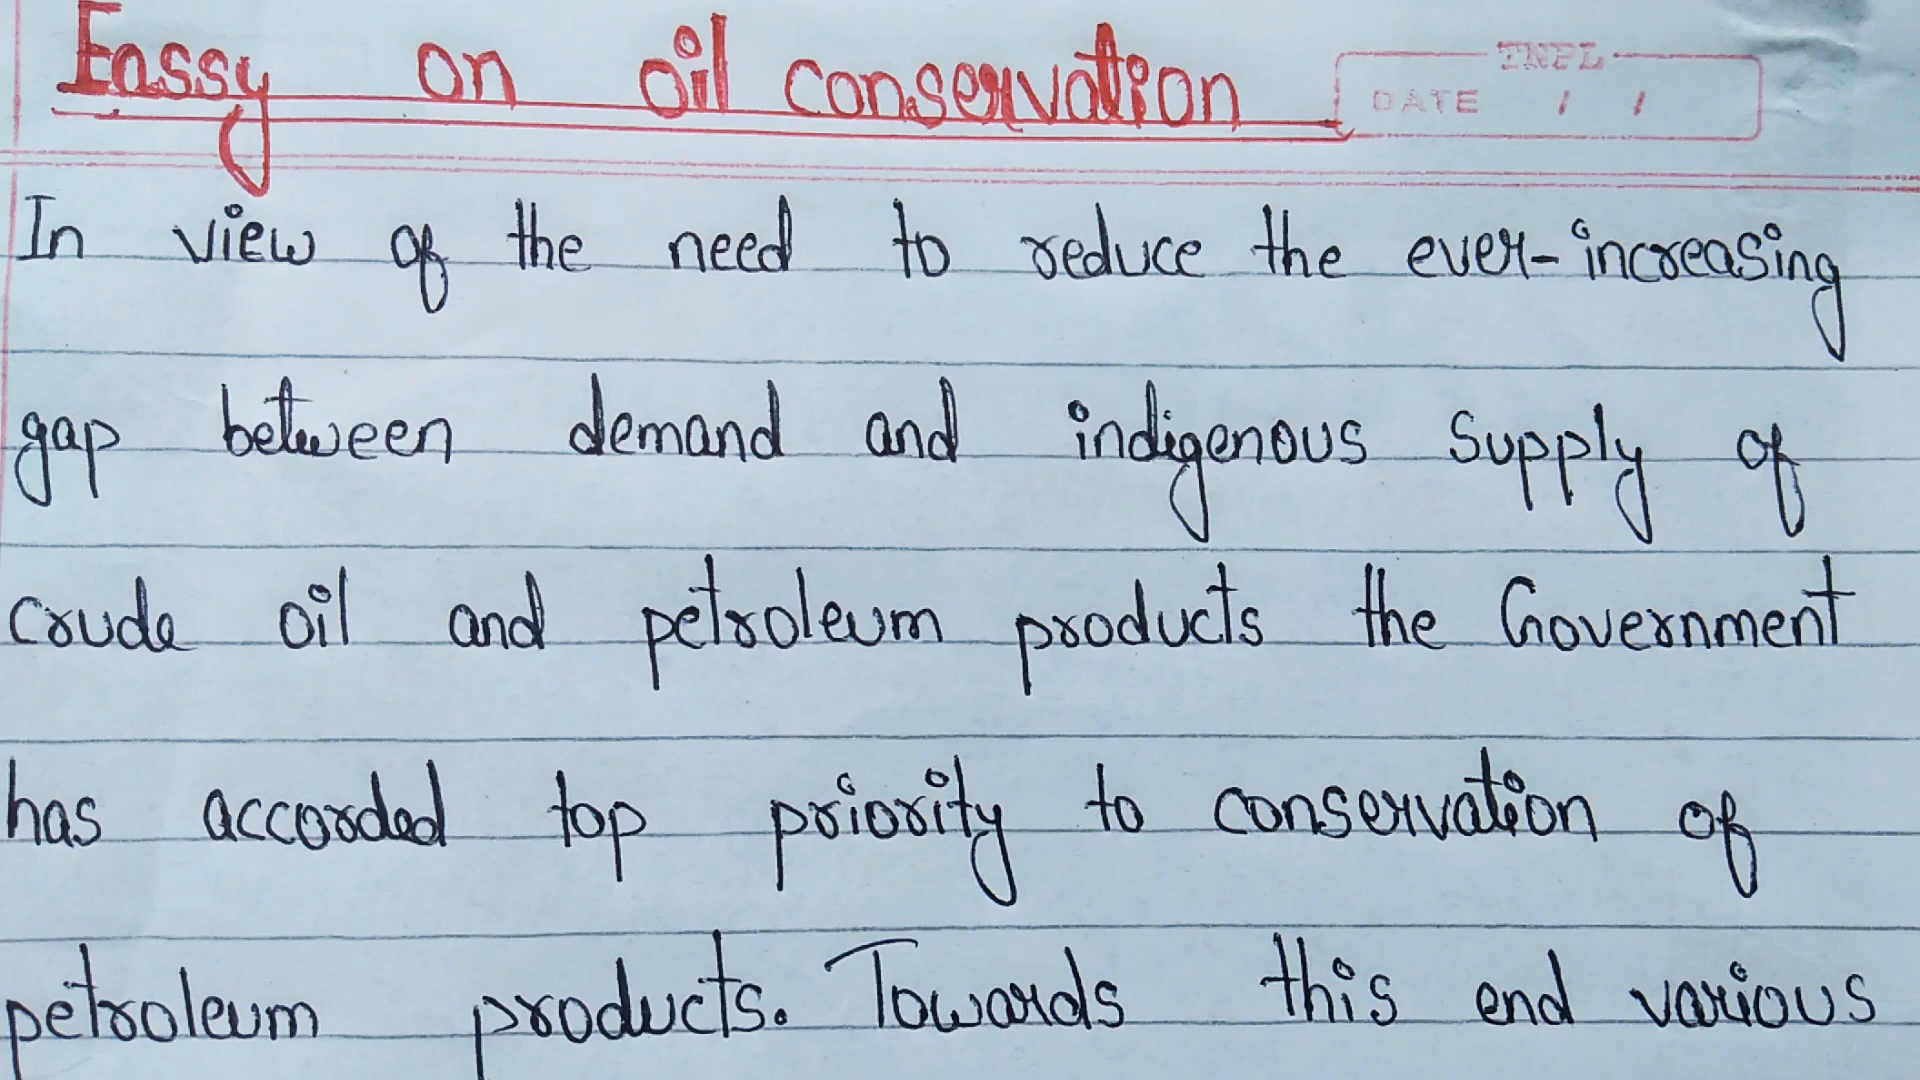 Eassy on oil conservation
TNPL
DATE / /
In view of the need to reduce the ever-increasing
gap between demand and indigenous supply of
crude oil and petroleum products the Government
has accorded top priority to conservation of
petroleum products. Towards this end various